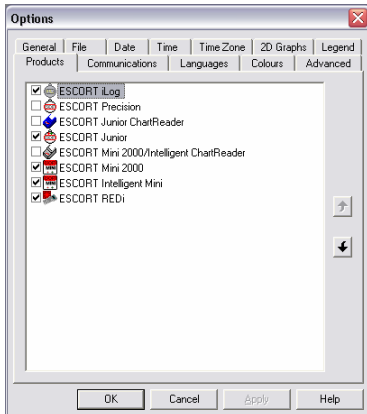 Options
General File Date Time Time Zone 2D Graphs Legend
Products Communications Languages Colours Advanced
ESCORT iLog
ESCORT Precision
ESCORT Junior ChartReader
ESCORT Junior
ESCORT Mini 2000/Intelligent ChartReader
ESCORT Mini 2000
ESCORT Intelligent Mini
ESCORT REDi
OK Cancel Apply Help